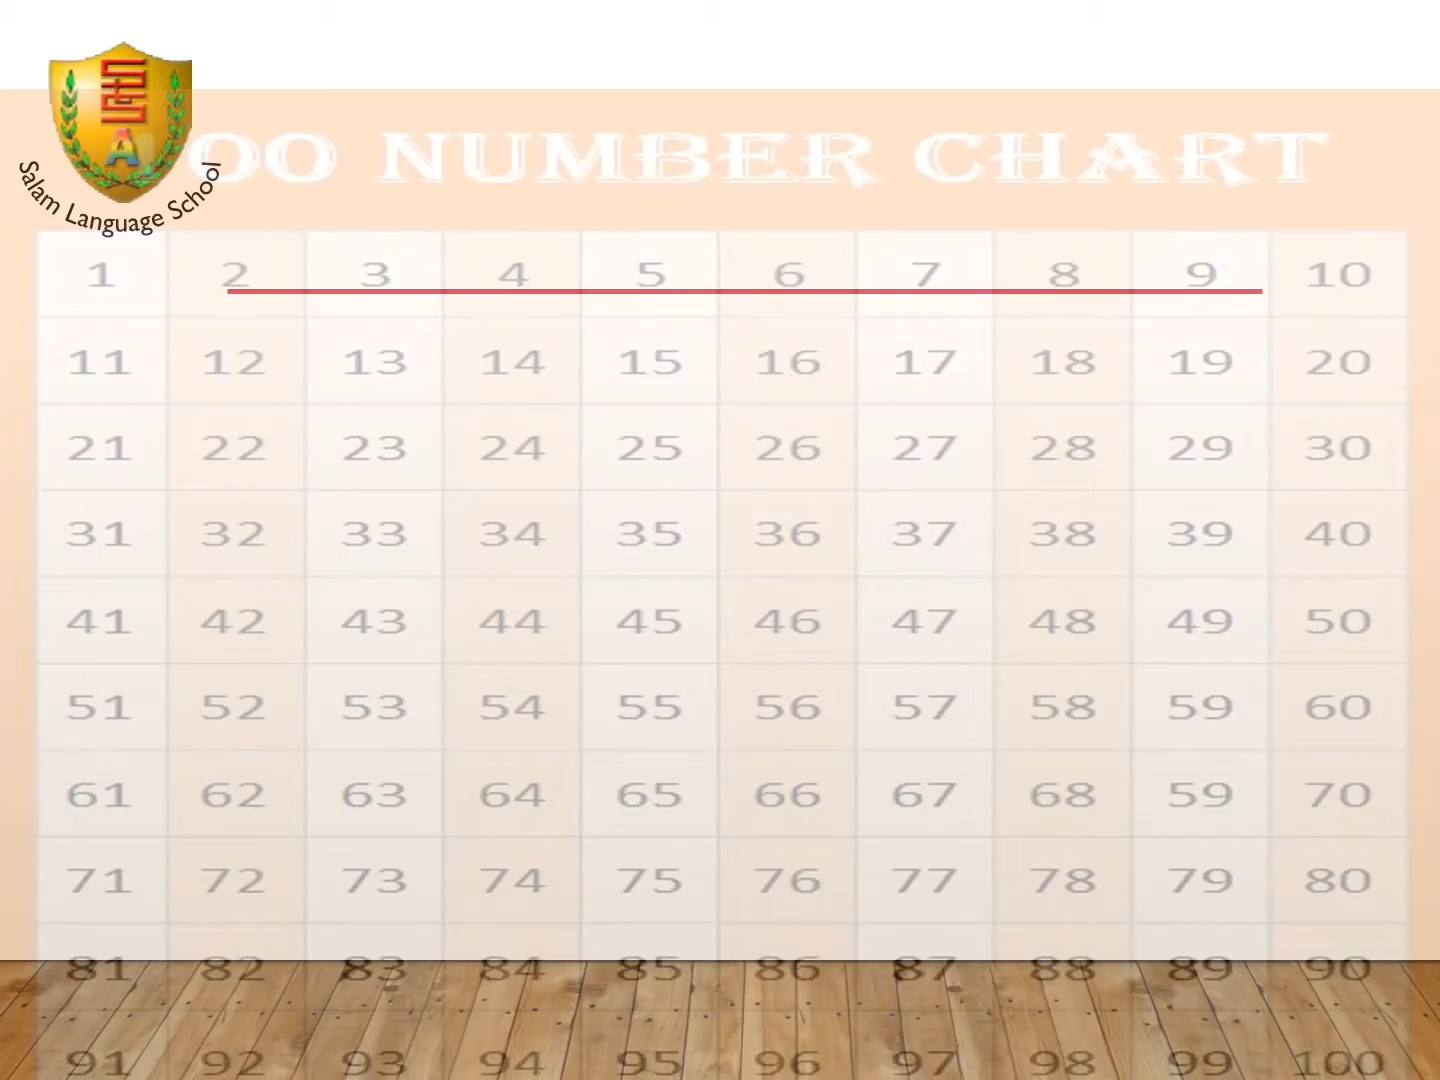 Salam Language School
100 NUMBER CHART
1 2 3 4 5 6 7 8 9 10
11 12 13 14 15 16 17 18 19 20
21 22 23 24 25 26 27 28 29 30
31 32 33 34 35 36 37 38 39 40
41 42 43 44 45 46 47 48 49 50
51 52 53 54 55 56 57 58 59 60
61 62 63 64 65 66 67 68 59 70
71 72 73 74 75 76 77 78 79 80
81 82 83 84 85 86 87 88 89 90
91 92 93 94 95 96 97 98 99 100